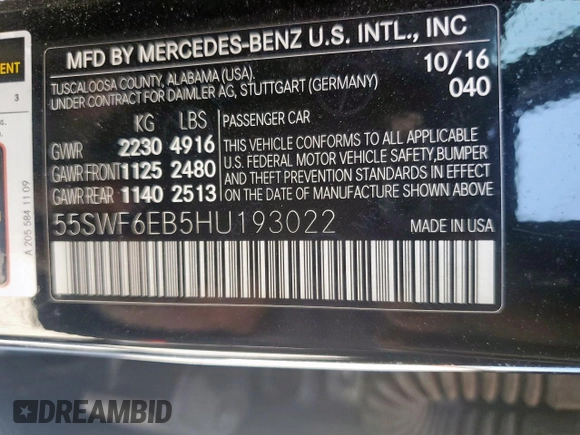 MFD BY MERCEDES-BENZ U.S. INTL., INC
TUSCALOOSA COUNTY, ALABAMA (USA). 10/16
UNDER CONTRACT FOR DAIMLER AG, STUTTGART (GERMANY) 040
KG LBS PASSENGER CAR
GVWR 2230 4916 THIS VEHICLE CONFORMS TO ALL APPLICABLE
GAWR FRONT 1125 2480 U.S. FEDERAL MOTOR VEHICLE SAFETY, BUMPER
GAWR REAR 1140 2513 AND THEFT PREVENTION STANDARDS IN EFFECT
ON THE DATE OF MANUFACTURE SHOWN ABOVE.
55SWF6EB5HU193022 MADE IN USA
3
A 205 584 11 09
DREAMBID